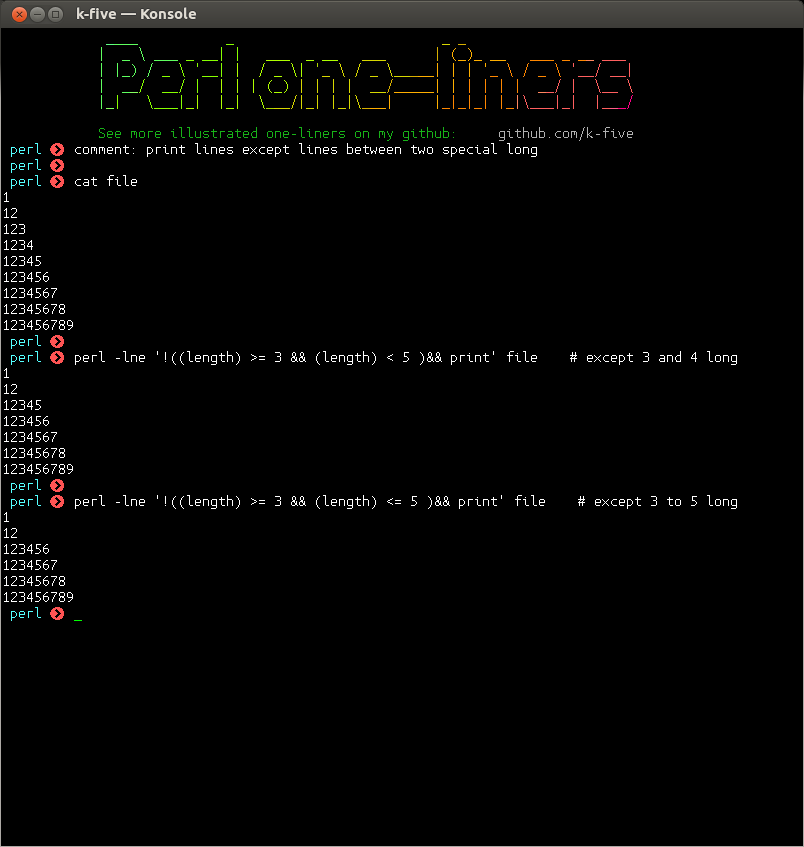 k-five — Konsole
Perl one-liners
See more illustrated one-liners on my github: github.com/k-five
perl comment: print lines except lines between two special long
perl
perl cat file
1
12
123
1234
12345
123456
1234567
12345678
123456789
perl
perl perl -lne '!((length) >= 3 && (length) < 5 )&& print' file # except 3 and 4 long
1
12
12345
123456
1234567
12345678
123456789
perl
perl perl -lne '!((length) >= 3 && (length) <= 5 )&& print' file # except 3 to 5 long
1
12
123456
1234567
12345678
123456789
perl _